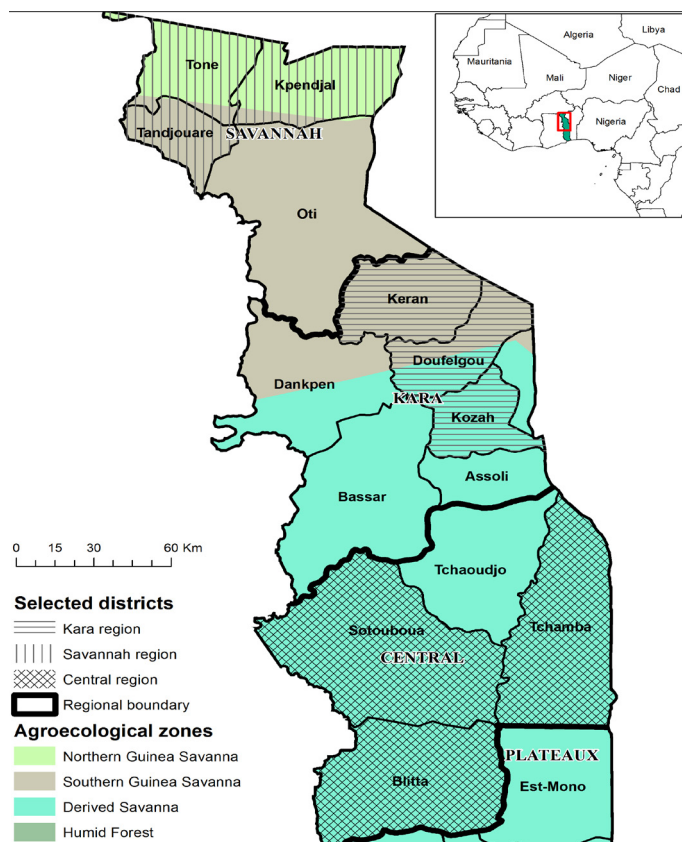 Algeria
Libya
Mauritania
Mali
Niger
Chad
Nigeria
Tone
Kpendjal
Tandjouare
SAVANNAH
Oti
Keran
Doufelgou
Dankpen
KARA
Kozah
Assoli
Bassar
Tchaoudjo
Tchamba
Sotouboua
CENTRAL
PLATEAUX
Blitta
Est-Mono
0 15 30 60 Km
Selected districts
Kara region
Savannah region
Central region
Regional boundary
Agroecological zones
Northern Guinea Savanna
Southern Guinea Savanna
Derived Savanna
Humid Forest